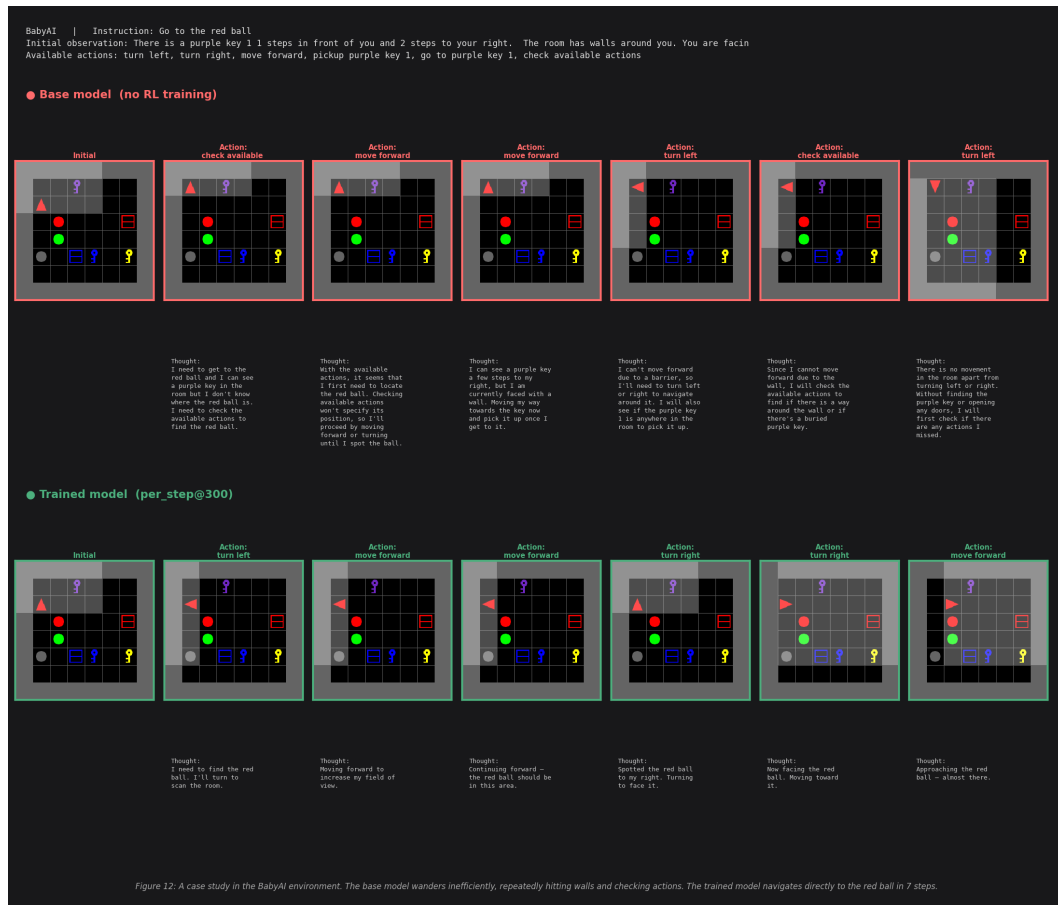 BabyAI   |   Instruction: Go to the red ball
Initial observation: There is a purple key 1 1 steps in front of you and 2 steps to your right.  The room has walls around you. You are facin
Available actions: turn left, turn right, move forward, pickup purple key 1, go to purple key 1, check available actions
● Base model  (no RL training)
Initial
Action:
check available
Action:
move forward
Action:
move forward
Action:
turn left
Action:
check available
Action:
turn left
Thought:
I need to get to the
red ball and I can see
a purple key in the
room but I don't know
where the red ball is.
I need to check the
available actions to
find the red ball.
Thought:
With the available
actions, it seems that
I first need to locate
the red ball. Checking
available actions
won't specify its
position, so I'll
proceed by moving
forward or turning
until I spot the ball.
Thought:
I can see a purple key
a few steps to my
right, but I am
currently faced with a
wall. Moving my way
towards the key now
and pick it up once I
get to it.
Thought:
I can't move forward
due to a barrier, so
I'll need to turn left
or right to navigate
around it. I will also
see if the purple key
1 is anywhere in the
room to pick it up.
Thought:
Since I cannot move
forward due to the
wall, I will check the
available actions to
find if there is a way
around the wall or if
there's a buried
purple key.
Thought:
There is no movement
in the room apart from
turning left or right.
Without finding the
purple key or opening
any doors, I will
first check if there
are any actions I
missed.
● Trained model  (per_step@300)
Initial
Action:
turn left
Action:
move forward
Action:
move forward
Action:
turn right
Action:
turn right
Action:
move forward
Thought:
I need to find the red
ball. I'll turn to
scan the room.
Thought:
Moving forward to
increase my field of
view.
Thought:
Continuing forward —
the red ball should be
in this area.
Thought:
Spotted the red ball
to my right. Turning
to face it.
Thought:
Now facing the red
ball. Moving toward
it.
Thought:
Approaching the red
ball — almost there.
Figure 12: A case study in the BabyAI environment. The base model wanders inefficiently, repeatedly hitting walls and checking actions. The trained model navigates directly to the red ball in 7 steps.